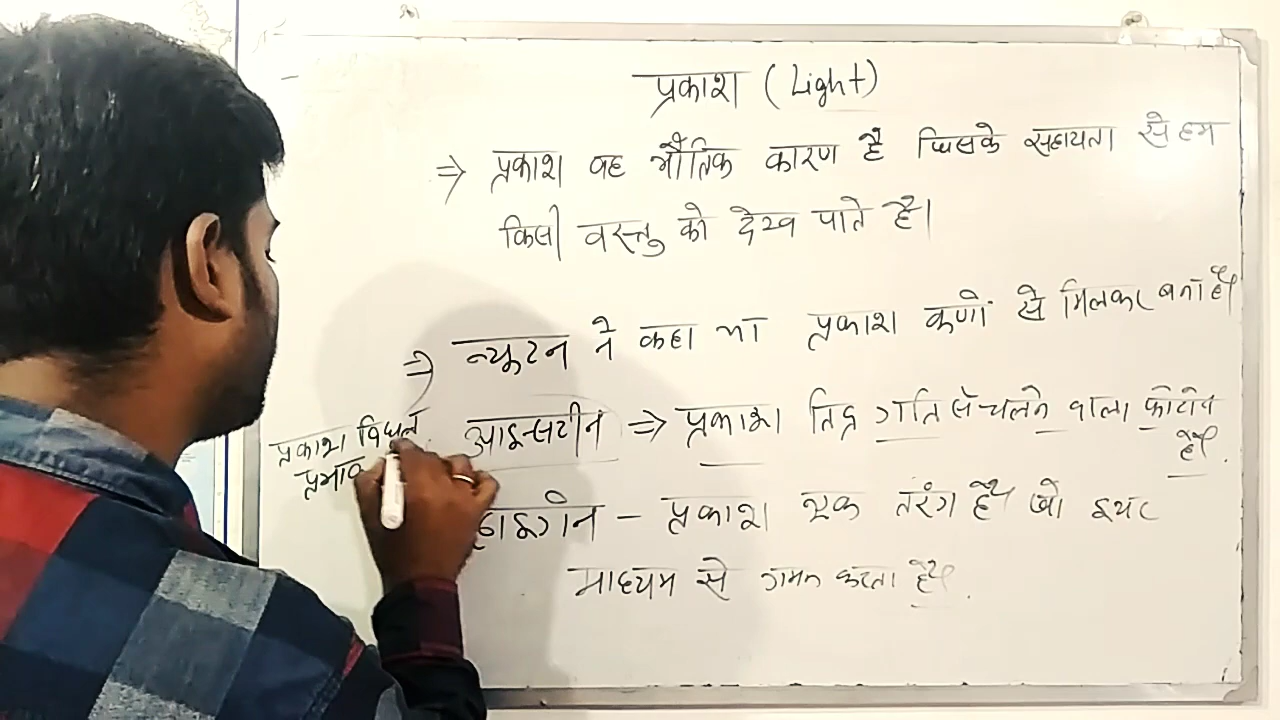 प्रकाश (Light)
⇒ प्रकाश वह भौतिक कारण है जिसके सहायता से हम
किसी वस्तु को देख पाते है।
⇒ न्यूटन ने कहा था प्रकाश कणों से मिलकर बना है।
आइन्सटीन ⇒ प्रकाश तिव्र गति से चलने वाला फोटोन
है।
प्रकाश विधुत
प्रभाव
हाइगेन - प्रकाश एक तरंग है जो इथर
माध्यम से गमन करता है।